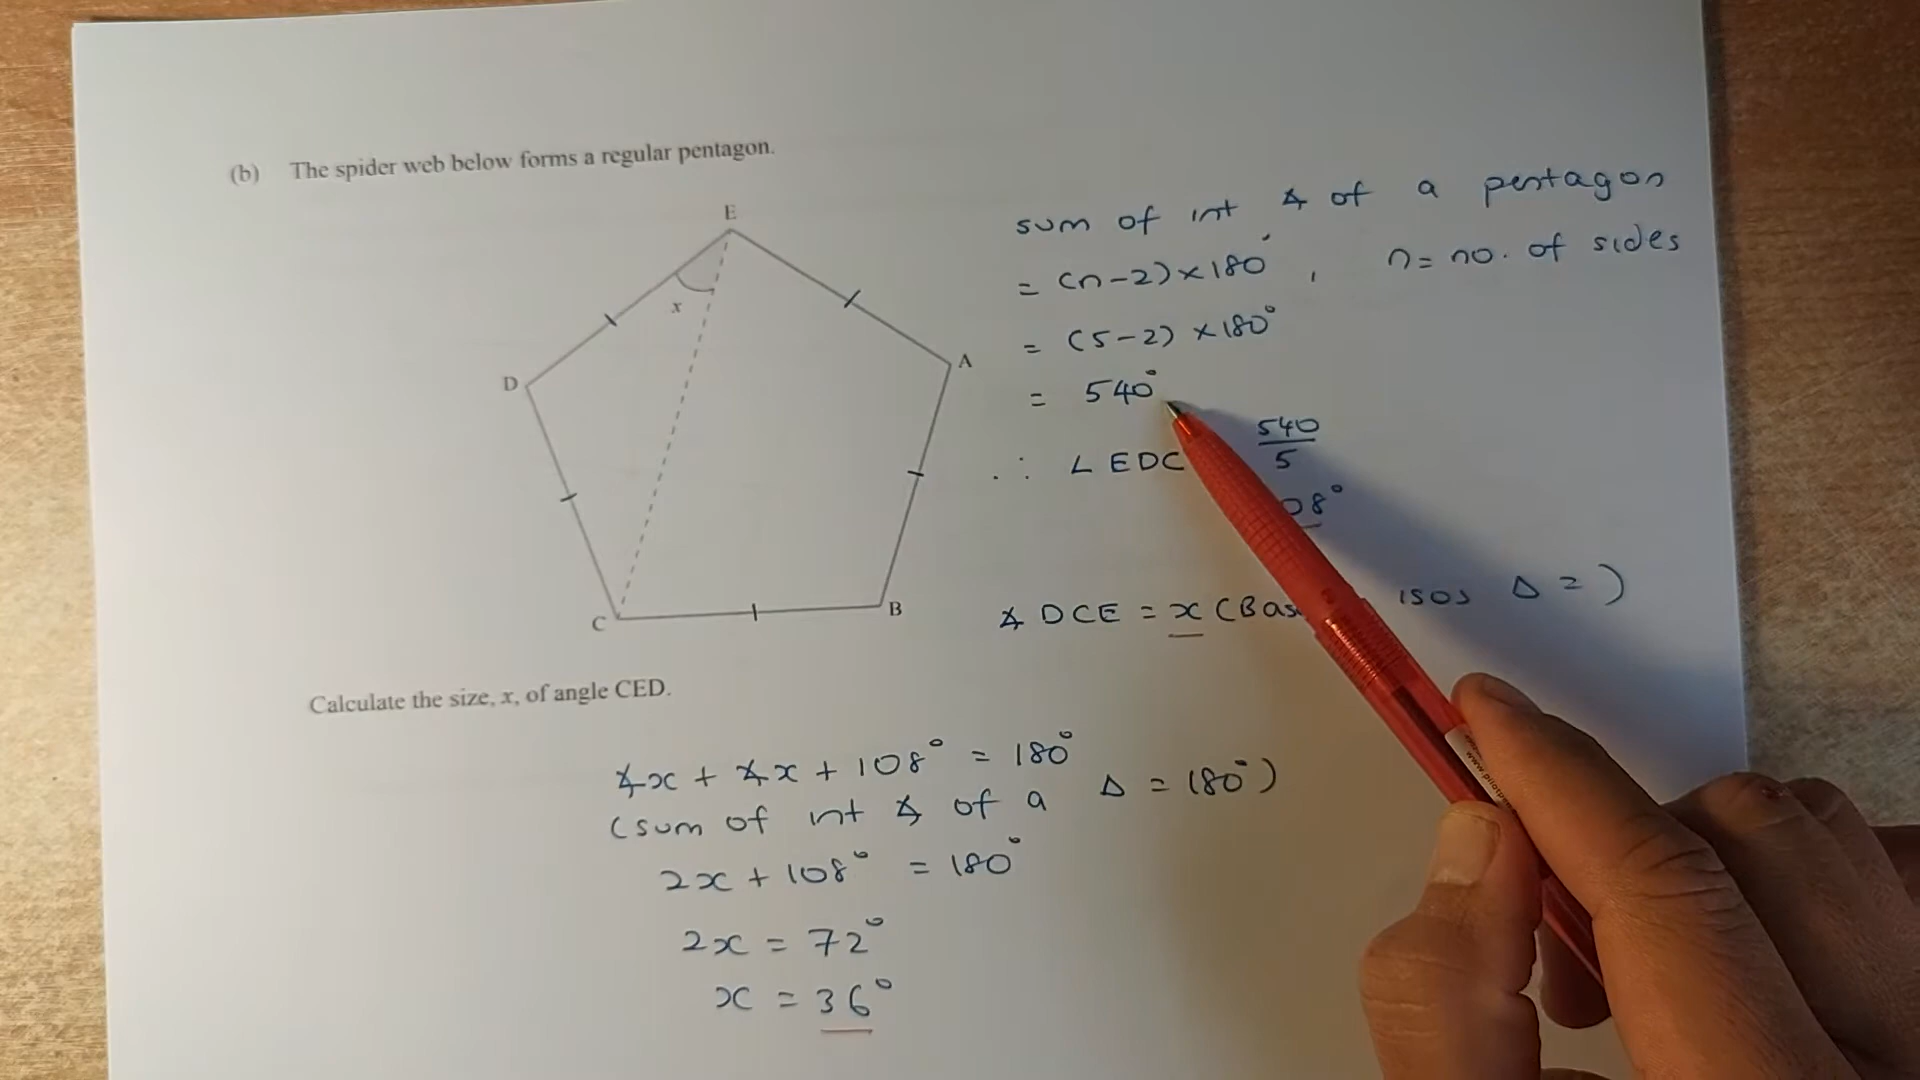 (b) The spider web below forms a regular pentagon.
E
x
D
A
C
B
sum of int ∡ of a pentagon
= (n-2)×180°, n = no. of sides
= (5-2) ×180°
= 540°
∴ ∠ EDC 540/5
08°
∡ DCE = x (Bas isos Δ = )
Calculate the size, x, of angle CED.
∡x + ∡x + 108° = 180°
(sum of int ∡ of a Δ = 180°)
2x + 108° = 180°
2x = 72°
x = 36°